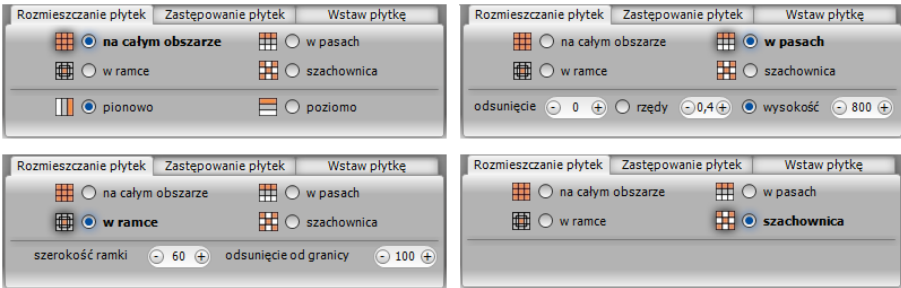 Rozmieszczanie płytek Zastępowanie płytek Wstaw płytkę
na całym obszarze w pasach
w ramce szachownica
pionowo poziomo
Rozmieszczanie płytek Zastępowanie płytek Wstaw płytkę
na całym obszarze w pasach
w ramce szachownica
odsunięcie - 0 + rzędy -0,4+ wysokość - 800 +
Rozmieszczanie płytek Zastępowanie płytek Wstaw płytkę
na całym obszarze w pasach
w ramce szachownica
szerokość ramki - 60 + odsunięcie od granicy - 100 +
Rozmieszczanie płytek Zastępowanie płytek Wstaw płytkę
na całym obszarze w pasach
w ramce szachownica